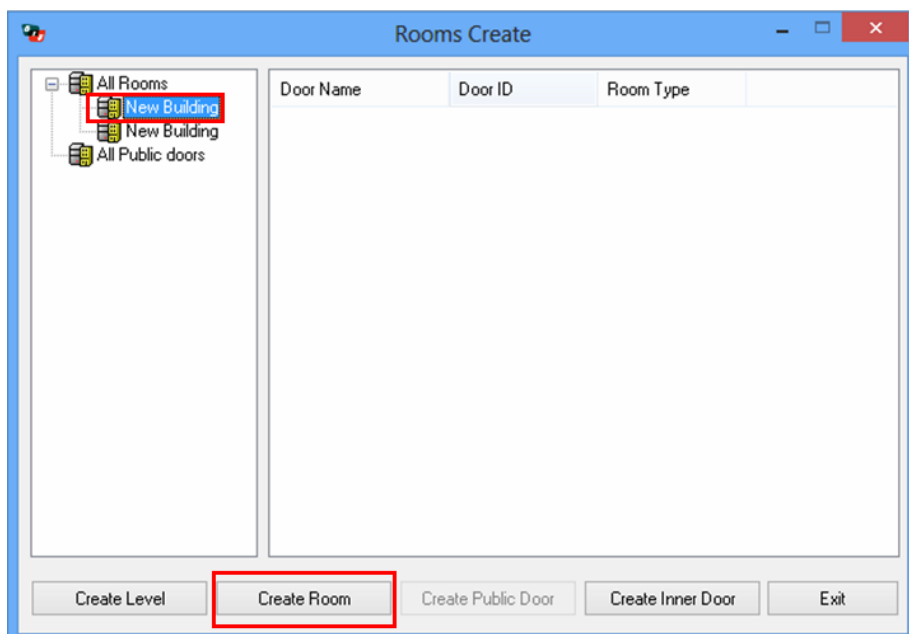 Rooms Create
All Rooms
New Building
New Building
All Public doors
Door Name Door ID Room Type
Create Level Create Room Create Public Door Create Inner Door Exit